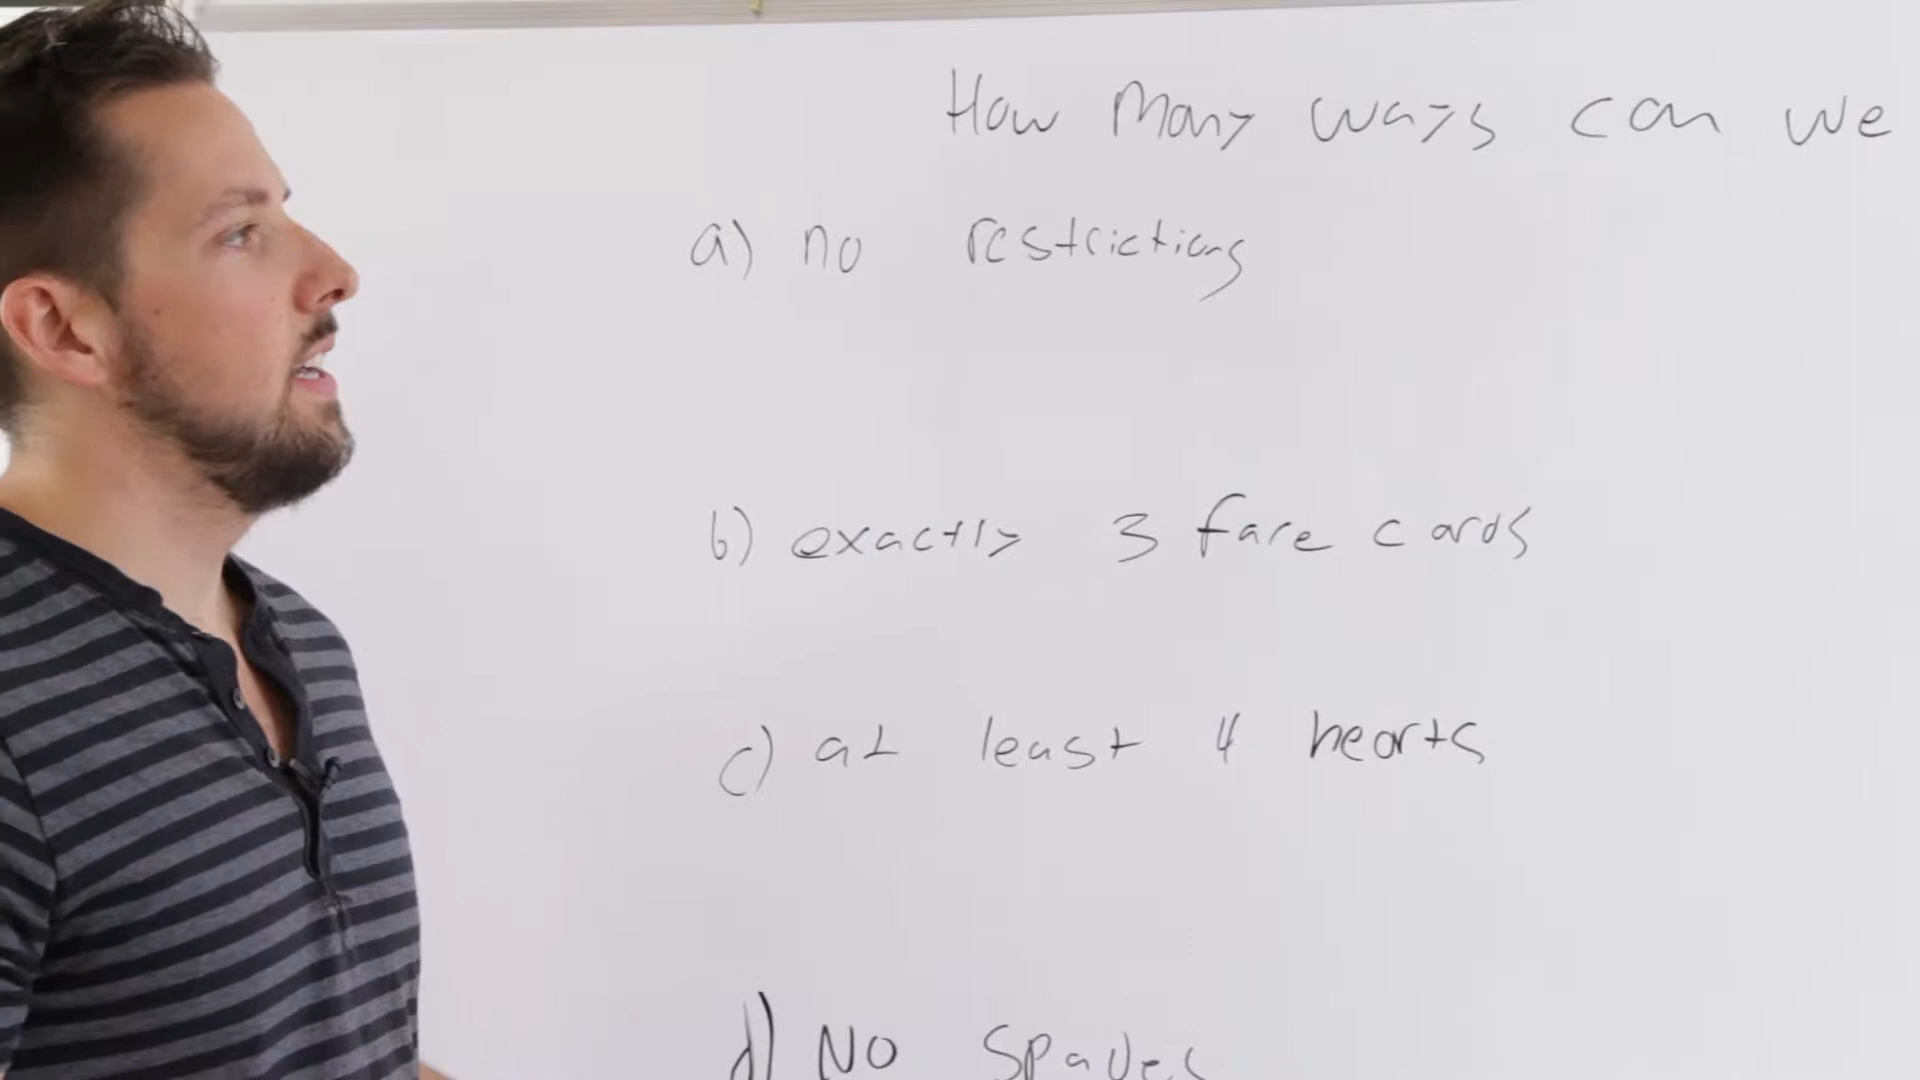 How Many ways can we
a) no restrictions
b) exactly 3 face cards
c) at least 4 hearts
d) No Spades